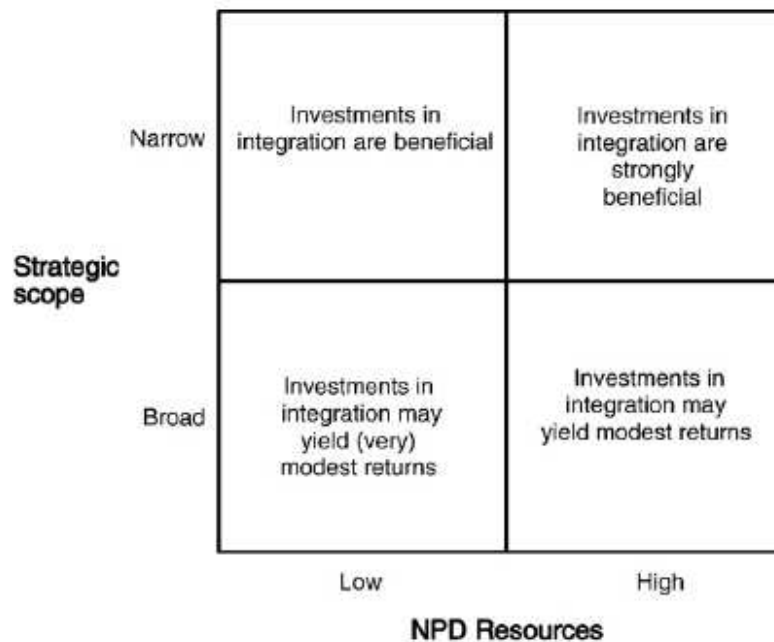 Narrow
Investments in
integration are beneficial
Investments in
integration are
strongly
beneficial
Strategic
scope
Broad
Investments in
integration may
yield (very)
modest returns
Investments in
integration may
yield modest returns
Low
High
NPD Resources